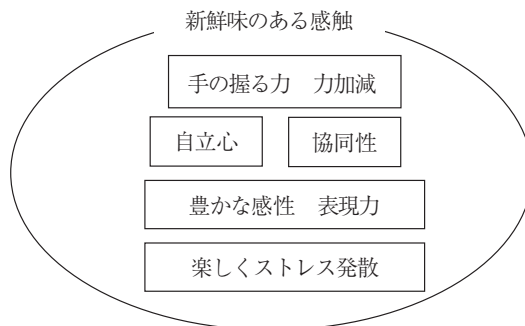 新鮮味のある感触
手の握る力　力加減
自立心　協同性
豊かな感性　表現力
楽しくストレス発散